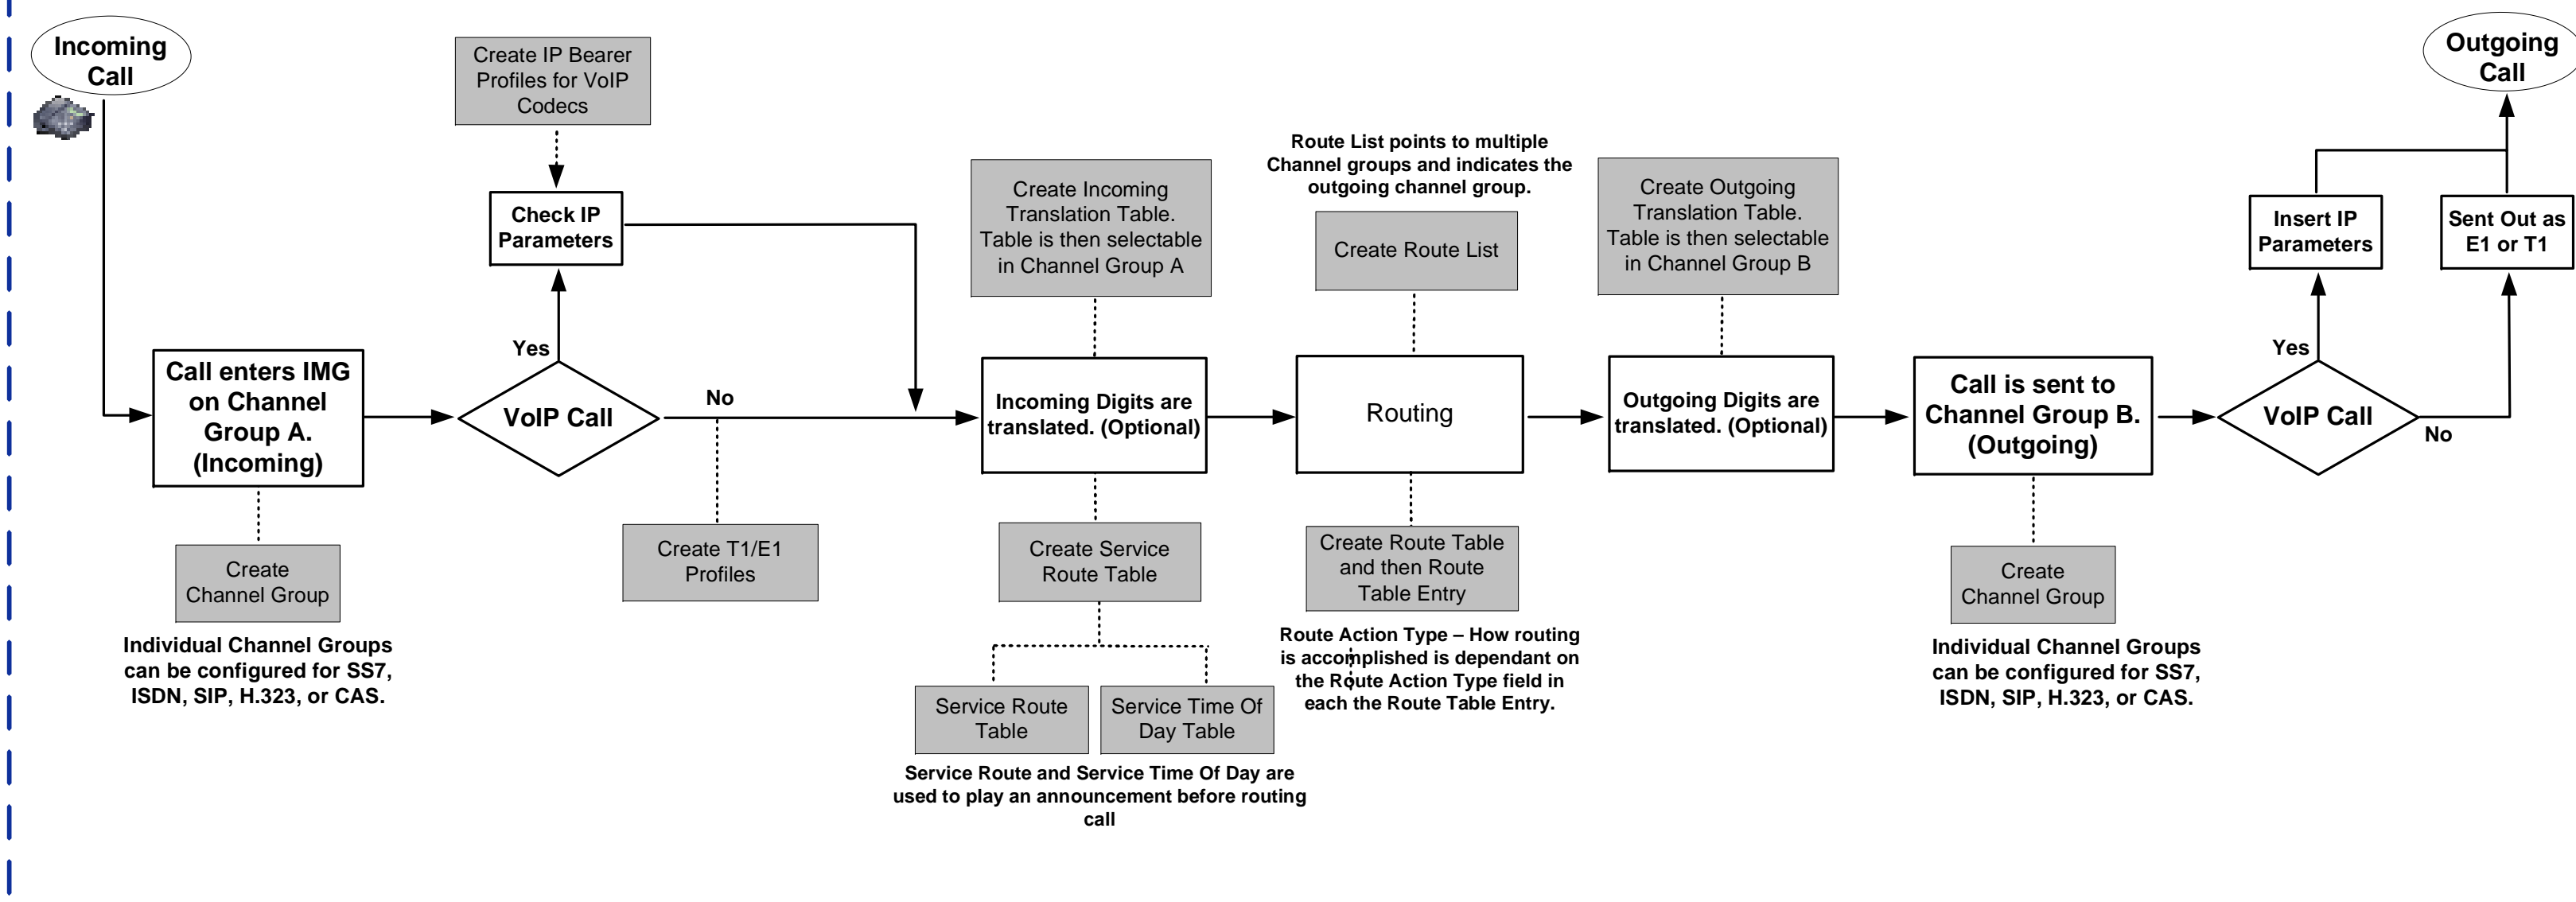 Incoming
Call
Create IP Bearer
Profiles for VoIP
Codecs
Check IP
Parameters
Yes
Call enters IMG
on Channel
Group A.
(Incoming)
VoIP Call
No
Create
Channel Group
Individual Channel Groups
can be configured for SS7,
ISDN, SIP, H.323, or CAS.
Create T1/E1
Profiles
Create Incoming
Translation Table.
Table is then selectable
in Channel Group A
Incoming Digits are
translated. (Optional)
Create Service
Route Table
Service Route
Table
Service Time Of
Day Table
Service Route and Service Time Of Day are
used to play an announcement before routing
call
Route List points to multiple
Channel groups and indicates the
outgoing channel group.
Create Route List
Routing
Create Route Table
and then Route
Table Entry
Route Action Type – How routing
is accomplished is dependant on
the Route Action Type field in
each the Route Table Entry.
Create Outgoing
Translation Table.
Table is then selectable
in Channel Group B
Outgoing Digits are
translated. (Optional)
Call is sent to
Channel Group B.
(Outgoing)
Create
Channel Group
Individual Channel Groups
can be configured for SS7,
ISDN, SIP, H.323, or CAS.
VoIP Call
Yes
No
Insert IP
Parameters
Sent Out as
E1 or T1
Outgoing
Call